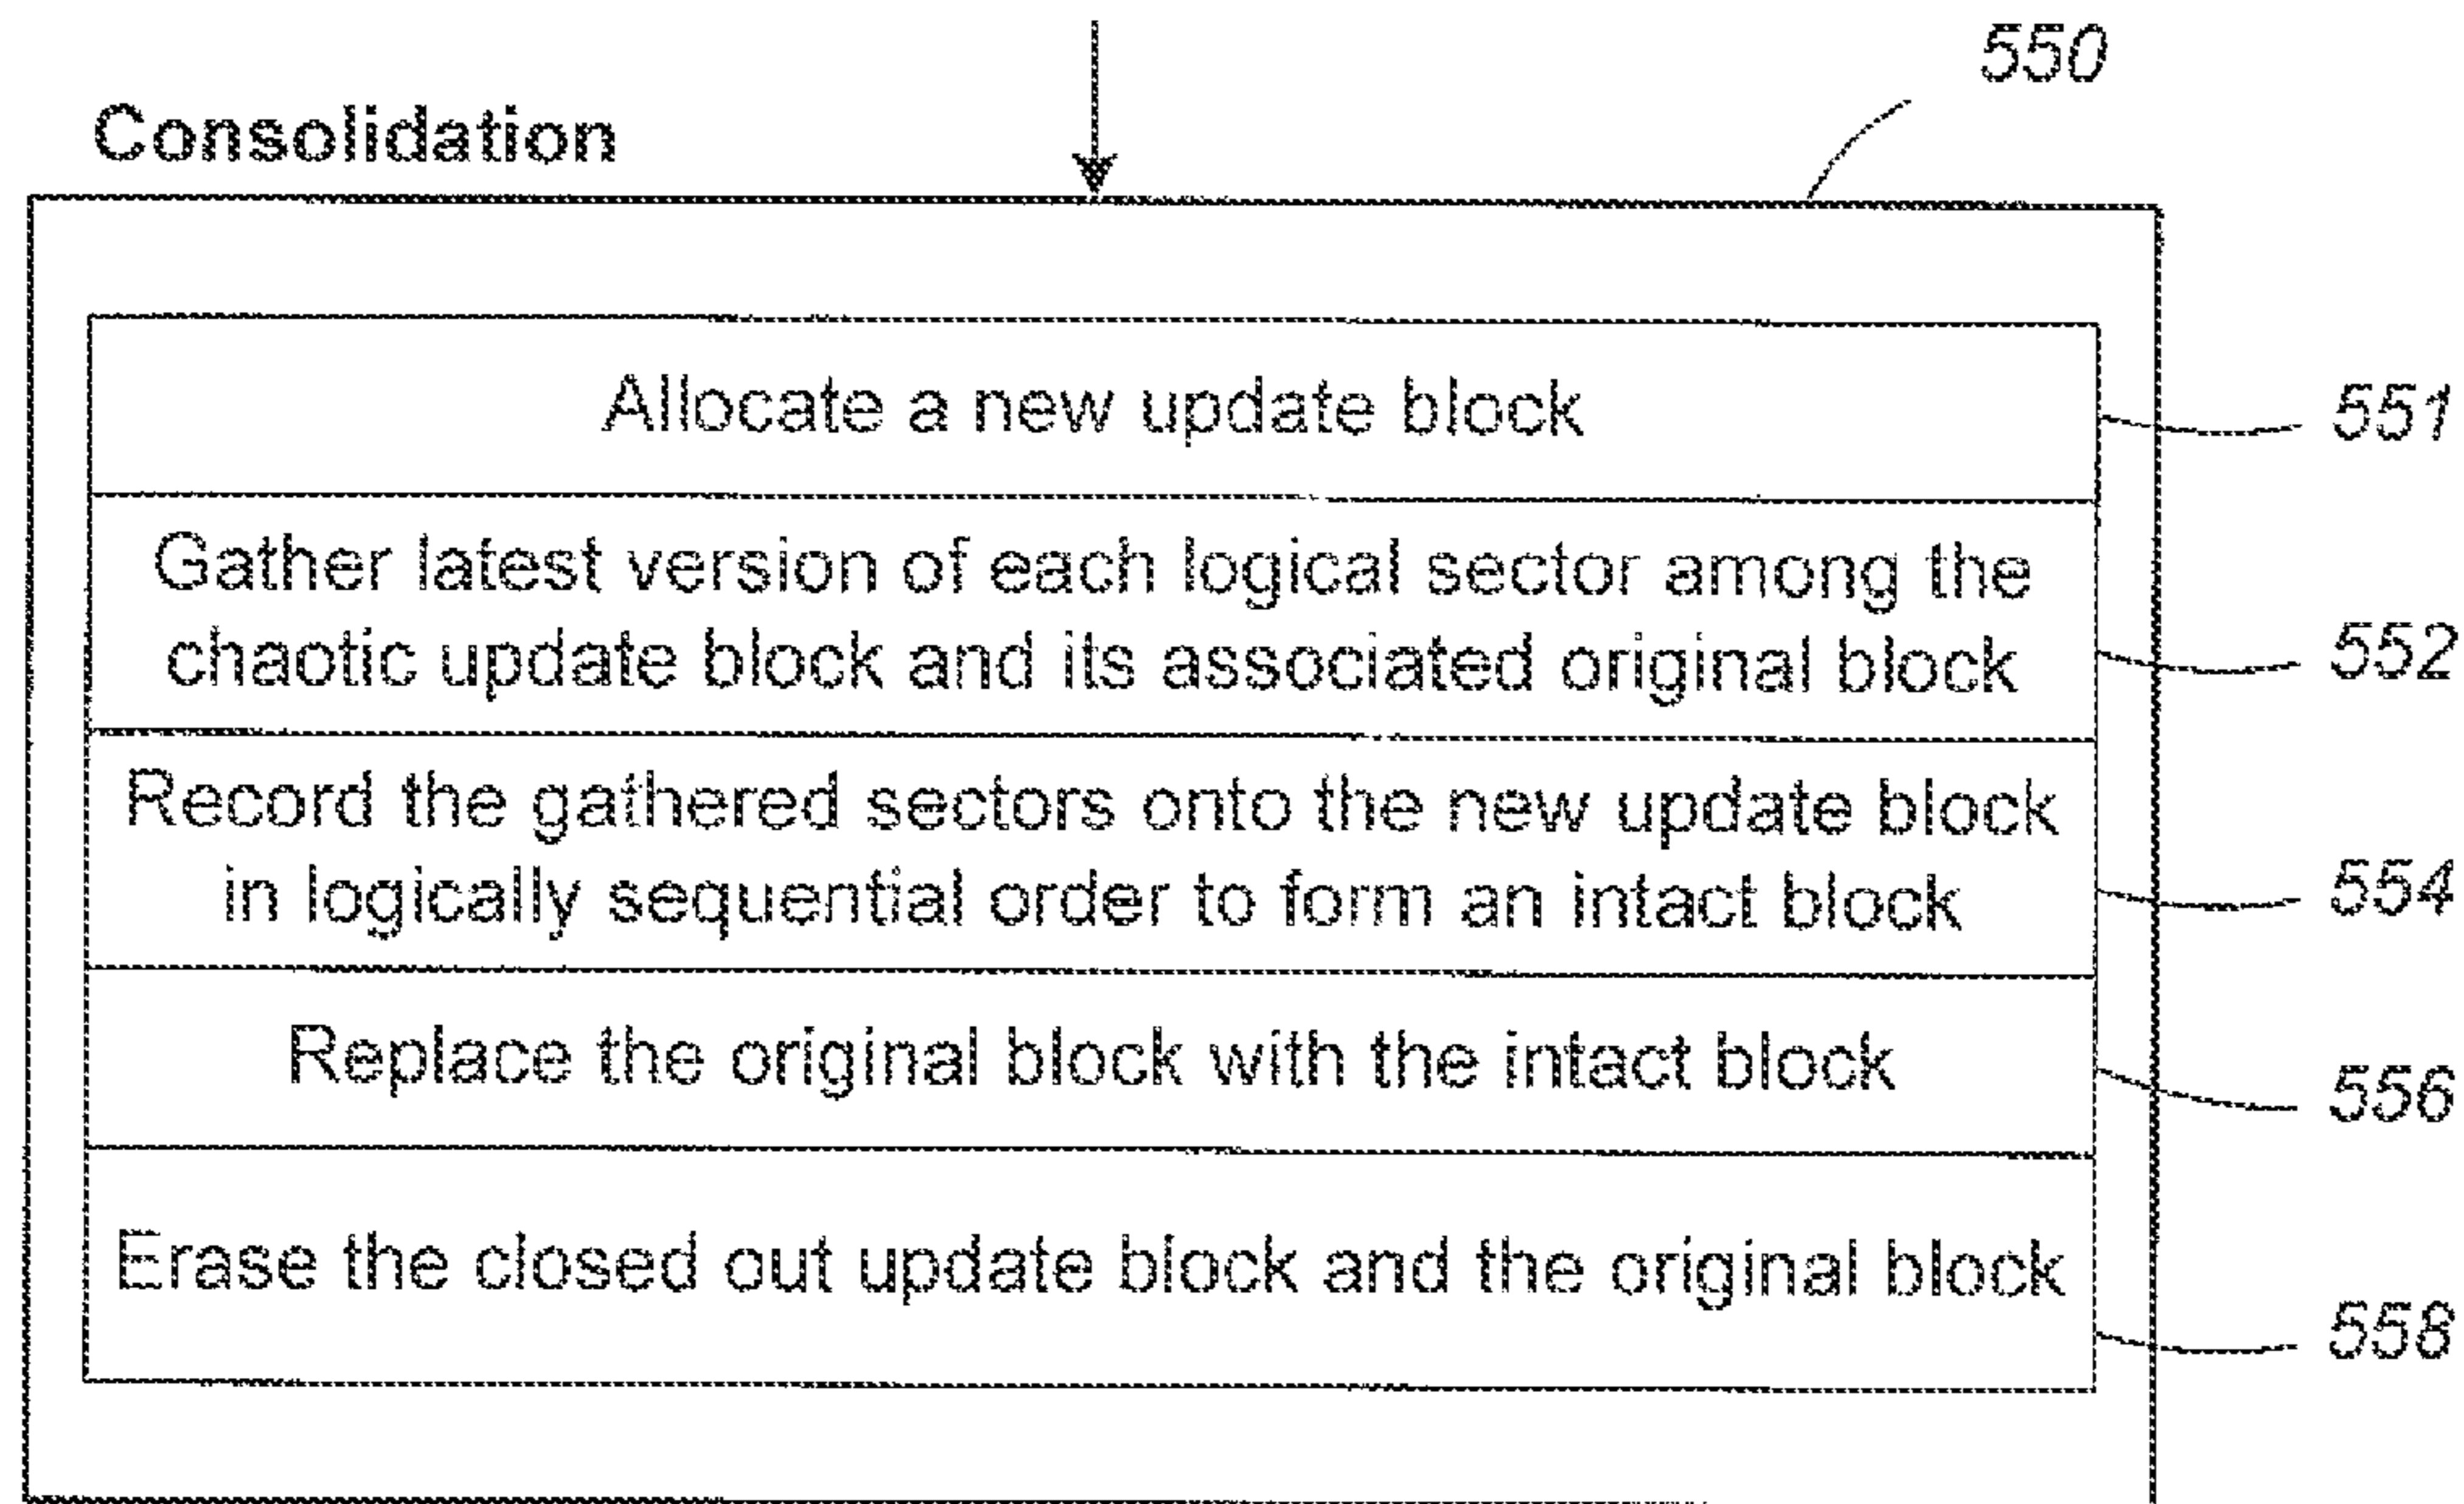 550
Consolidation
Allocate a new update block
551
Gather latest version of each logical sector among the
chaotic update block and its associated original block
552
Record the gathered sectors onto the new update block
in logically sequential order to form an intact block
554
Replace the original block with the intact block
556
Erase the closed out update block and the original block
558